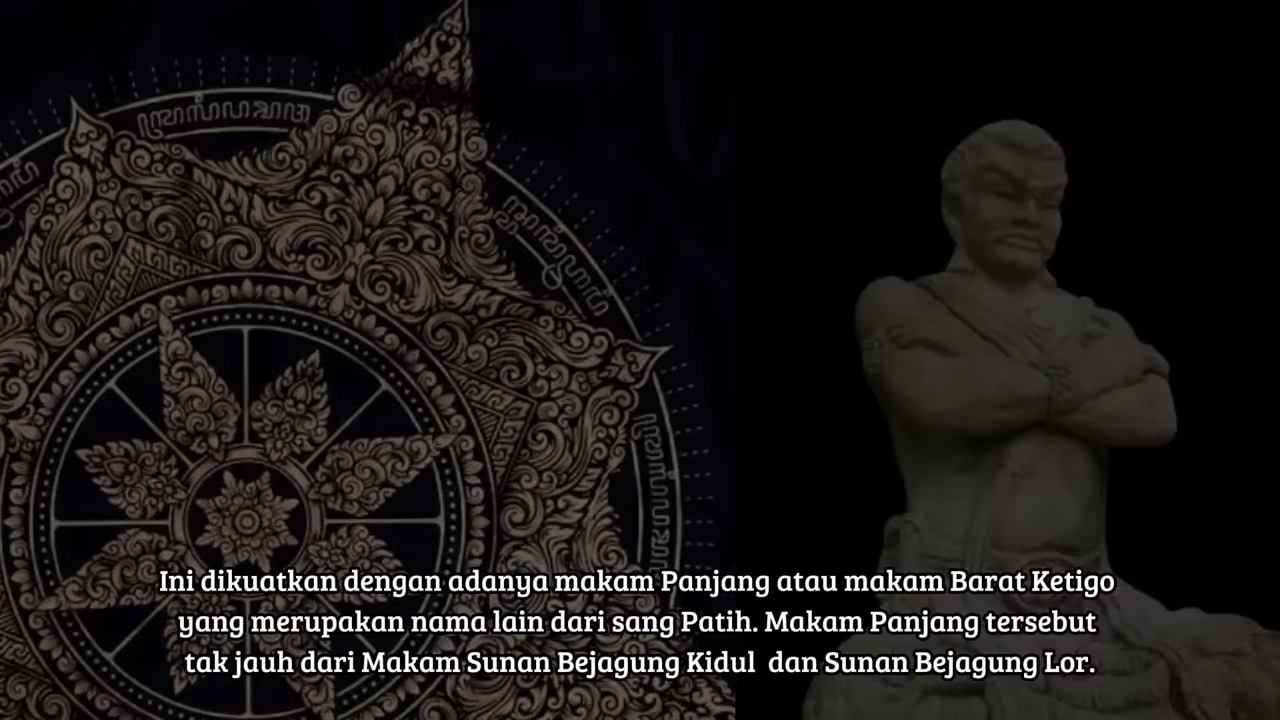 Ini dikuatkan dengan adanya makam Panjang atau makam Barat Ketigo
yang merupakan nama lain dari sang Patih. Makam Panjang tersebut
tak jauh dari Makam Sunan Bejagung Kidul  dan Sunan Bejagung Lor.